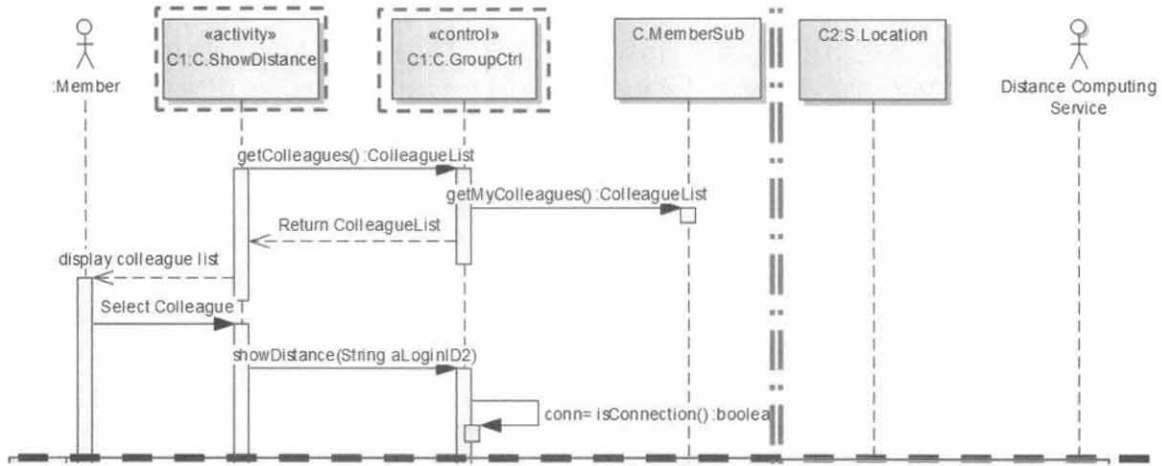 :Member
«activity»
C1:C.ShowDistance
«control»
C1:C.GroupCtrl
C.MemberSub
C2:S.Location
Distance Computing
Service
getColleagues() :ColleagueList
getMyColleagues() :ColleagueList
Return ColleagueList
display colleague list
Select Colleague
showDistance(String aLoginID2)
conn= isConnection() :boolea